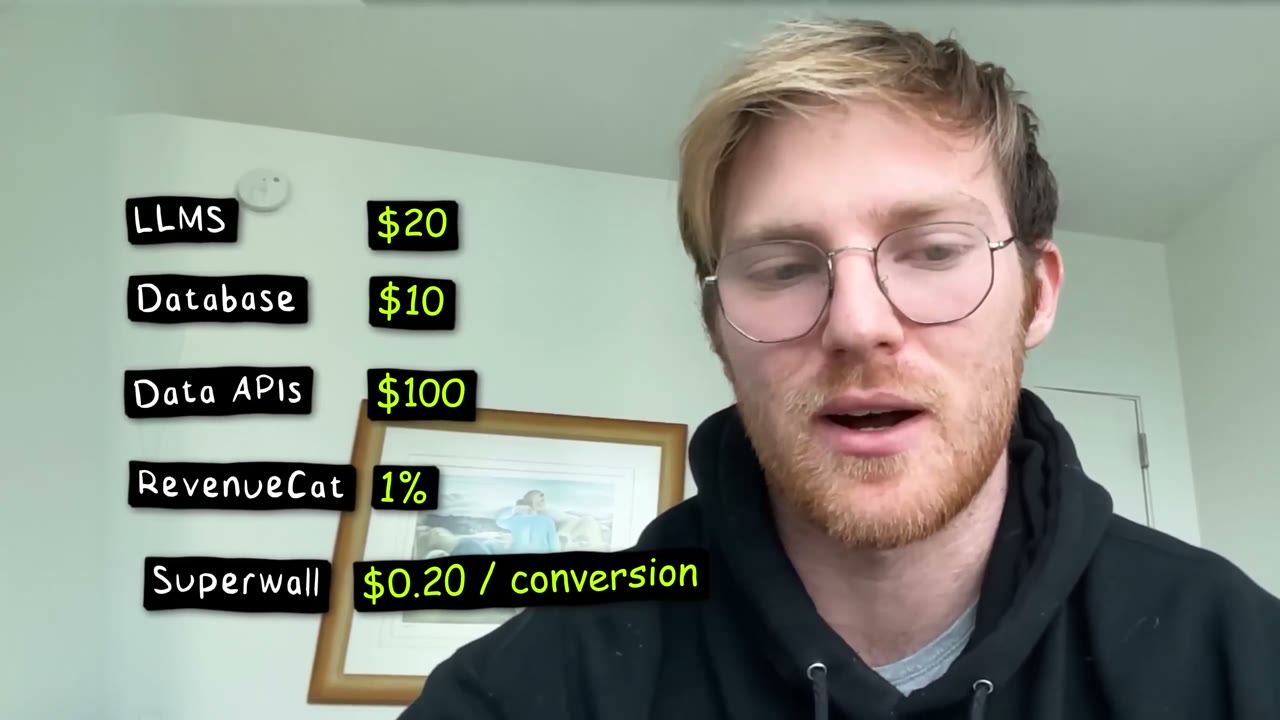 LLMS $20
Database $10
Data APIs $100
RevenueCat 1%
Superwall $0.20 / conversion